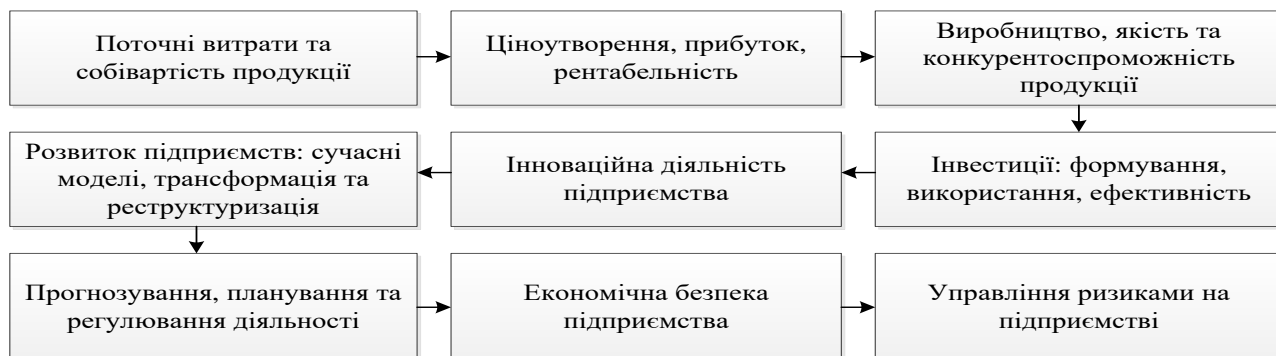 Поточні витрати та
собівартість продукції
Ціноутворення, прибуток,
рентабельність
Виробництво, якість та
конкурентоспроможність
продукції
Інвестиції: формування,
використання, ефективність
Інноваційна діяльність
підприємства
Розвиток підприємств: сучасні
моделі, трансформація та
реструктуризація
Прогнозування, планування та
регулювання діяльності
Економічна безпека
підприємства
Управління ризиками на
підприємстві